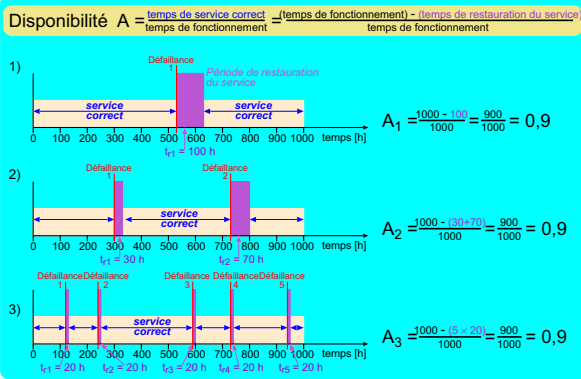 Disponibilité A = temps de service correct / temps de fonctionnement = (temps de fonctionnement) - (temps de restauration du service) / temps de fonctionnement
1)
Défaillance
1
Période de restauration
du service
service
correct
service
correct
0 100 200 300 400 500 600 700 800 900 1000 temps [h]
tr1 = 100 h
A1 = 1000 - 100 / 1000 = 900 / 1000 = 0,9
2)
Défaillance
1
Défaillance
2
service
correct
0 100 200 300 400 500 600 700 800 900 1000 temps [h]
tr1 = 30 h
tr2 = 70 h
A2 = 1000 - (30+70) / 1000 = 900 / 1000 = 0,9
3)
Défaillance Défaillance Défaillance Défaillance Défaillance
1 2 3 4 5
service
correct
0 100 200 300 400 500 600 700 800 900 1000 temps [h]
tr1 = 20 h tr2 = 20 h tr3 = 20 h tr4 = 20 h tr5 = 20 h
A3 = 1000 - (5 × 20) / 1000 = 900 / 1000 = 0,9